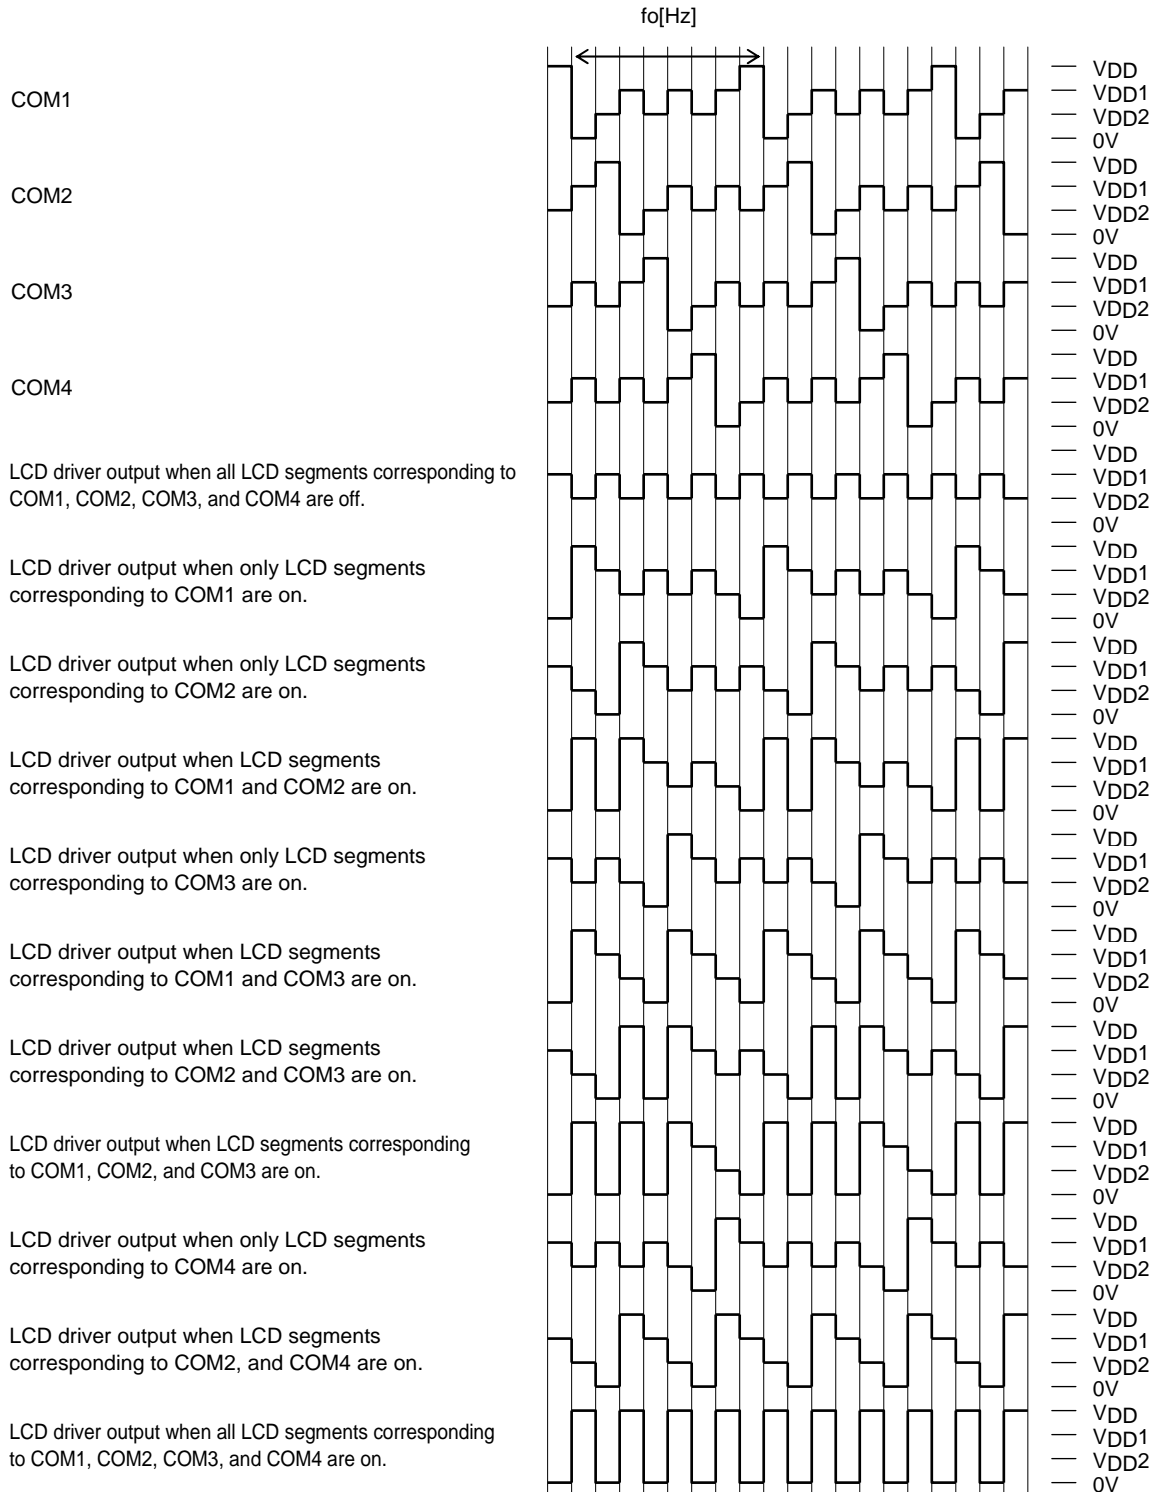 fo[Hz]
COM1
VDD
VDD1
VDD2
0V
COM2
VDD
VDD1
VDD2
0V
COM3
VDD
VDD1
VDD2
0V
COM4
VDD
VDD1
VDD2
0V
LCD driver output when all LCD segments corresponding to
COM1, COM2, COM3, and COM4 are off.
VDD
VDD1
VDD2
0V
LCD driver output when only LCD segments
corresponding to COM1 are on.
VDD
VDD1
VDD2
0V
LCD driver output when only LCD segments
corresponding to COM2 are on.
VDD
VDD1
VDD2
0V
LCD driver output when LCD segments
corresponding to COM1 and COM2 are on.
VDD
VDD1
VDD2
0V
LCD driver output when only LCD segments
corresponding to COM3 are on.
VDD
VDD1
VDD2
0V
LCD driver output when LCD segments
corresponding to COM1 and COM3 are on.
VDD
VDD1
VDD2
0V
LCD driver output when LCD segments
corresponding to COM2 and COM3 are on.
VDD
VDD1
VDD2
0V
LCD driver output when LCD segments corresponding
to COM1, COM2, and COM3 are on.
VDD
VDD1
VDD2
0V
LCD driver output when only LCD segments
corresponding to COM4 are on.
VDD
VDD1
VDD2
0V
LCD driver output when LCD segments
corresponding to COM2, and COM4 are on.
VDD
VDD1
VDD2
0V
LCD driver output when all LCD segments corresponding
to COM1, COM2, COM3, and COM4 are on.
VDD
VDD1
VDD2
0V